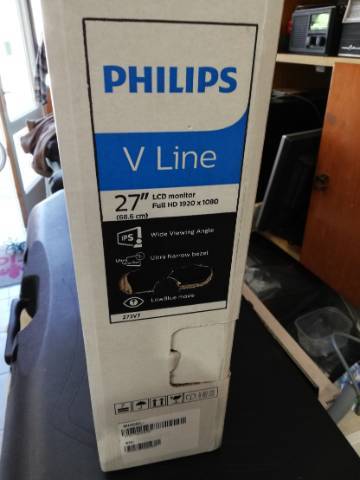 PHILIPS
V Line
27" LCD monitor
(68.6 cm) Full HD 1920 x 1080
IPS Wide Viewing Angle
Ultra Narrow bezel
LowBlue mode
273V7